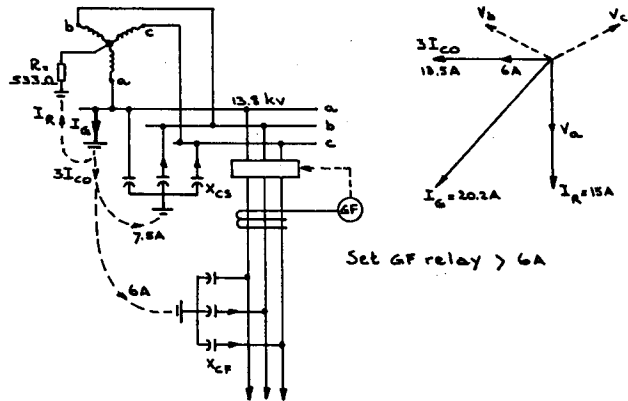 b
c
R=
533Ω
a
I_R
I_G
3I_CO
13.8 kv
a
b
c
X_CS
7.5A
GF
6A
X_CF
V_b
V_c
3I_CO
13.5A
6A
V_a
I_G=20.2A
I_R=15A
Set GF relay > 6A